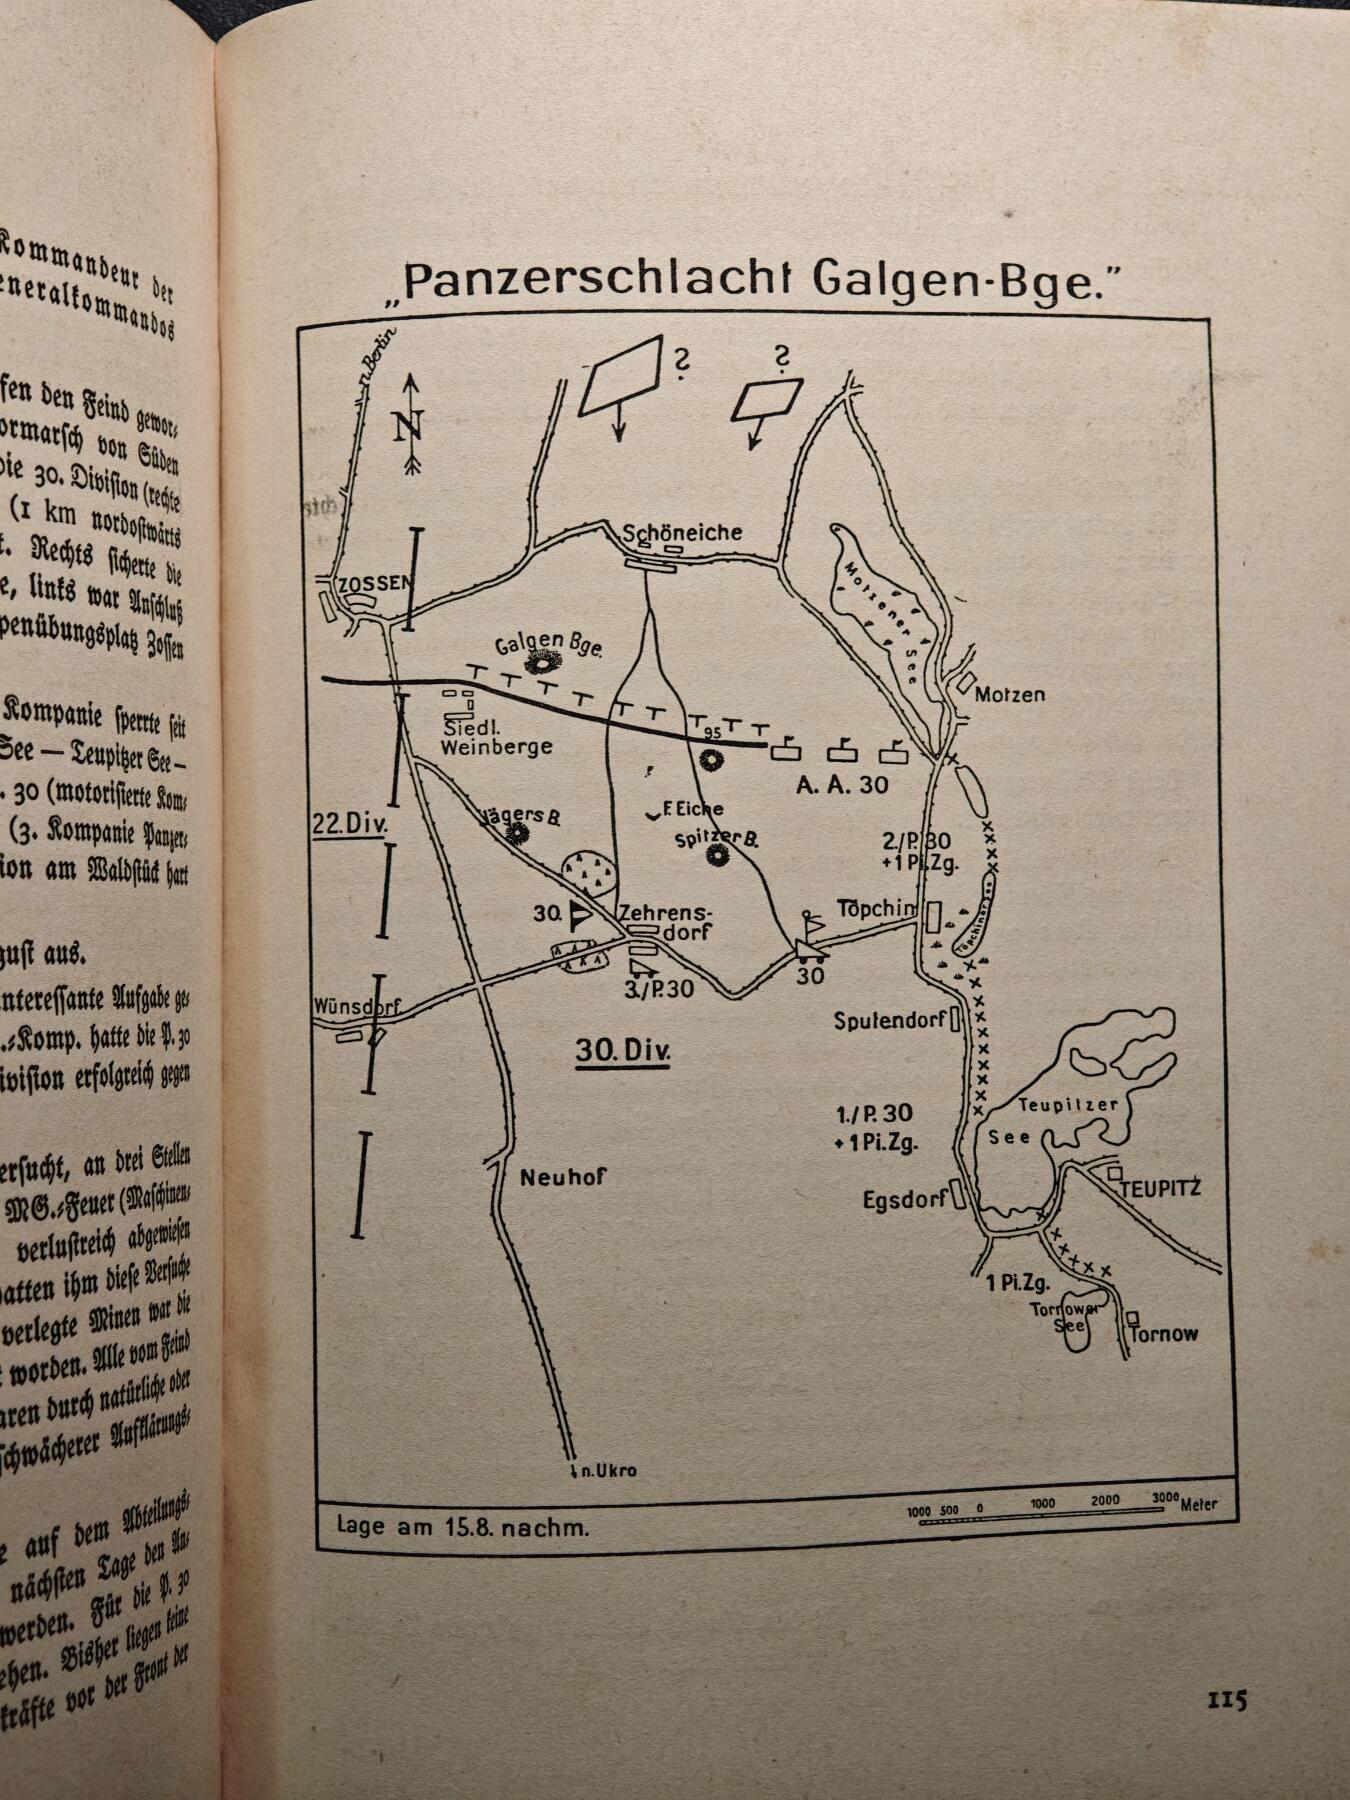 Kommandeur der
eneralkommandos
fen den Feind gewor⸗
ormarsch von Süden
Die 30. Division (rechte
(1 km nordostwärts
t. Rechts sicherte die
e, links war Anschluß
penübungsplatz Zossen
Kompanie sperrte seit
See — Teupitzer See —
. 30 (motorisierte Kom⸗
(3. Kompanie Panzer⸗
ion am Waldstück hart
gust aus.
interessante Aufgabe ge⸗
.⸗Komp. hatte die P. 30
ivision erfolgreich gegen
ersucht, an drei Stellen
MG.⸗Feuer (Maschinen⸗
verlustreich abgewiesen
hatten ihm diese Versuche
verlegte Minen war die
t worden. Alle vom Feind
aren durch natürliche oder
schwächerer Aufklärungs⸗
e auf dem Abteilungs⸗
nächsten Tage den An⸗
werden. Für die P. 30
ehen. Bisher liegen keine
kräfte vor der Front der
„Panzerschlacht Galgen-Bge.”
n. Berlin
? ?
N
Schöneiche
ZOSSEN
Motzener See
Galgen Bge.
Motzen
Siedl.
Weinberge
95
A. A. 30
F. Eiche
Jägers B.
22. Div.
Spitzer B.
2./P. 30
+1 Pi. Zg.
30.
Zehrens-
dorf
Töpchin
Töpchiner See
3./P. 30
30
Wünsdorf
Sputendorf
30. Div.
1./P. 30
+1 Pi. Zg.
Teupitzer
See
Neuhof
Egsdorf
TEUPITZ
1 Pi. Zg.
Tornower
See
Tornow
n. Ukro
Lage am 15.8. nachm.
1000 500 0 1000 2000 3000 Meter
115